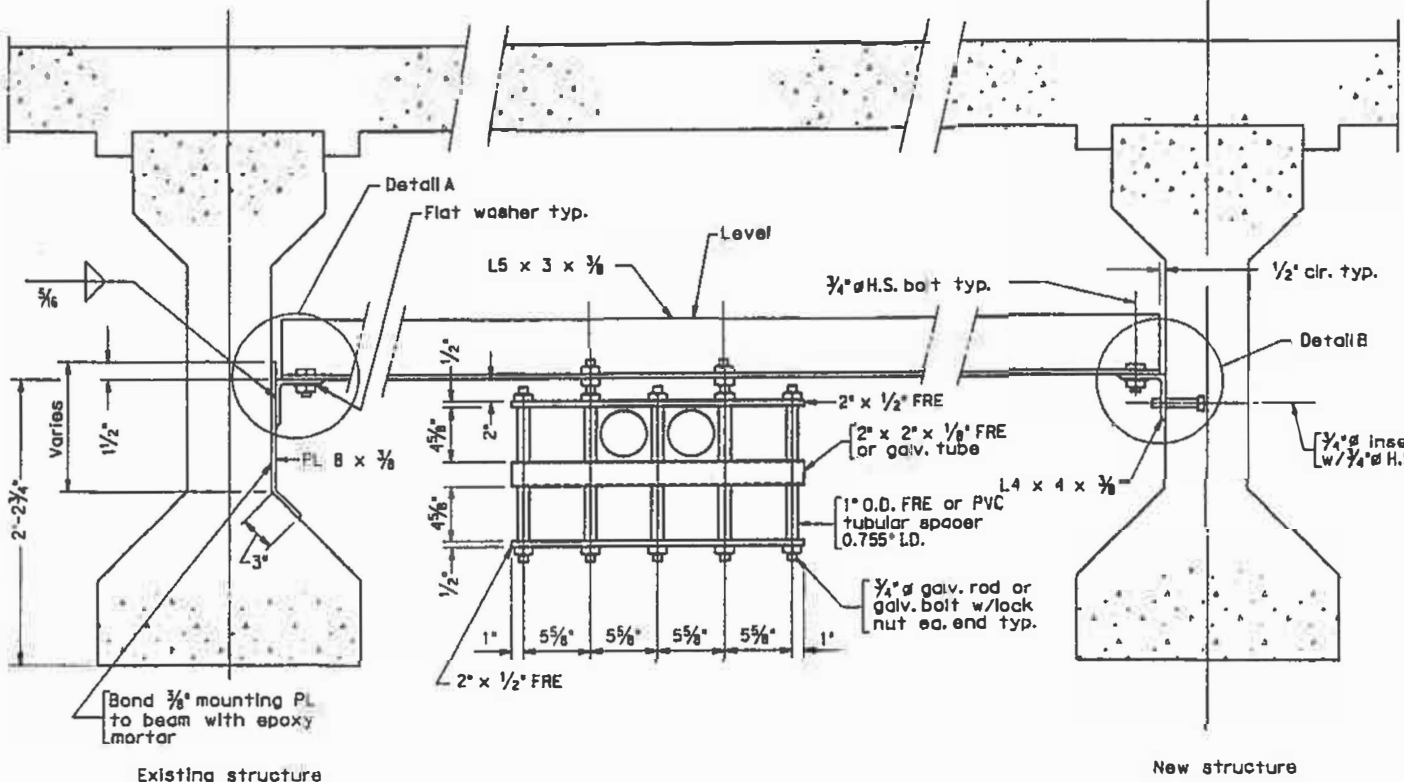 Detail A
Flat washer typ.
Level
L5 x 3 x 3/8
3/4" ø H.S. bolt typ.
1/2" clr. typ.
5/16
Detail B
1/2"
Varies
1 1/2"
2'-2 3/4"
PL 8 x 3/8
3"
1/2"
2"
4 5/8"
4 5/8"
1/2"
2" x 1/2" FRE
2" x 2" x 1/8" FRE
or galv. tube
1" O.D. FRE or PVC
tubular spacer
0.755" I.D.
3/4" ø galv. rod or
galv. bolt w/lock
nut ea. end typ.
L4 x 4 x 3/8
3/4" ø inse
w/3/4" ø H.S
1" 5 5/8" 5 5/8" 5 5/8" 5 5/8" 1"
2" x 1/2" FRE
Bond 3/8" mounting PL
to beam with epoxy
mortar
Existing structure
New structure